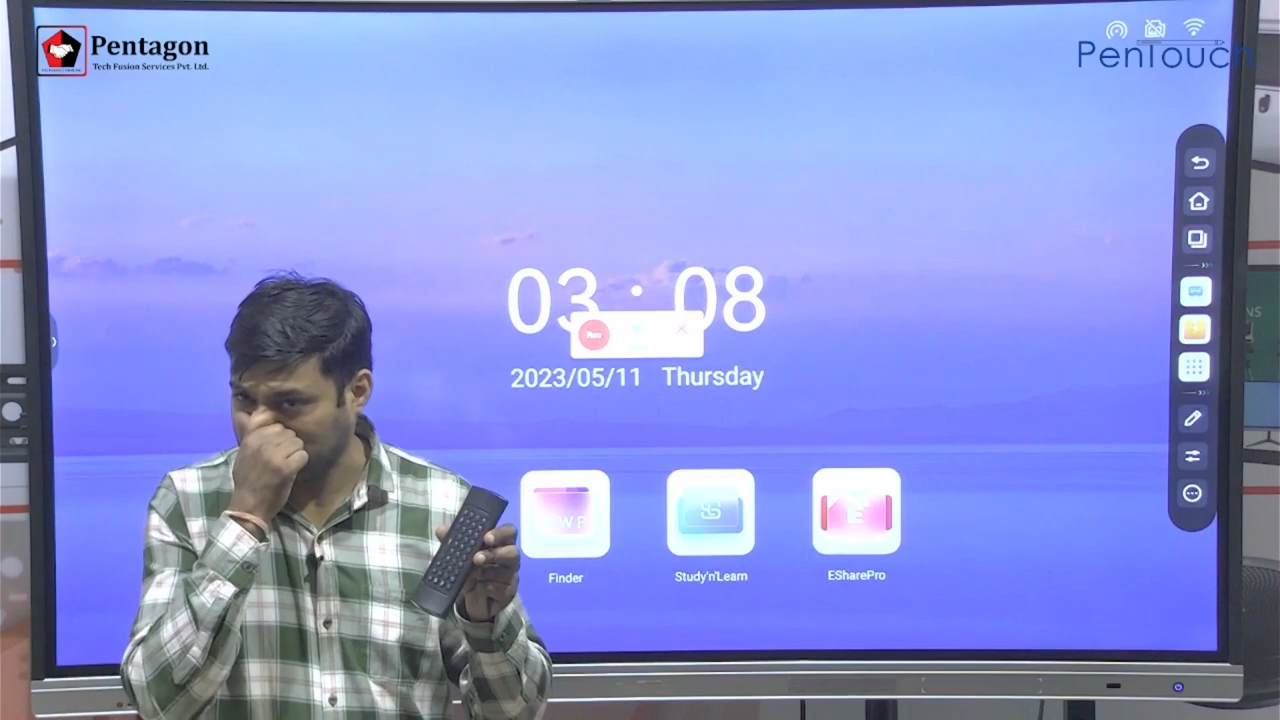 Pentagon
Tech Fusion Services Pvt. Ltd.
PenTouch
03 : 08
2023/05/11 Thursday
Finder
Study'n'Learn
ESharePro